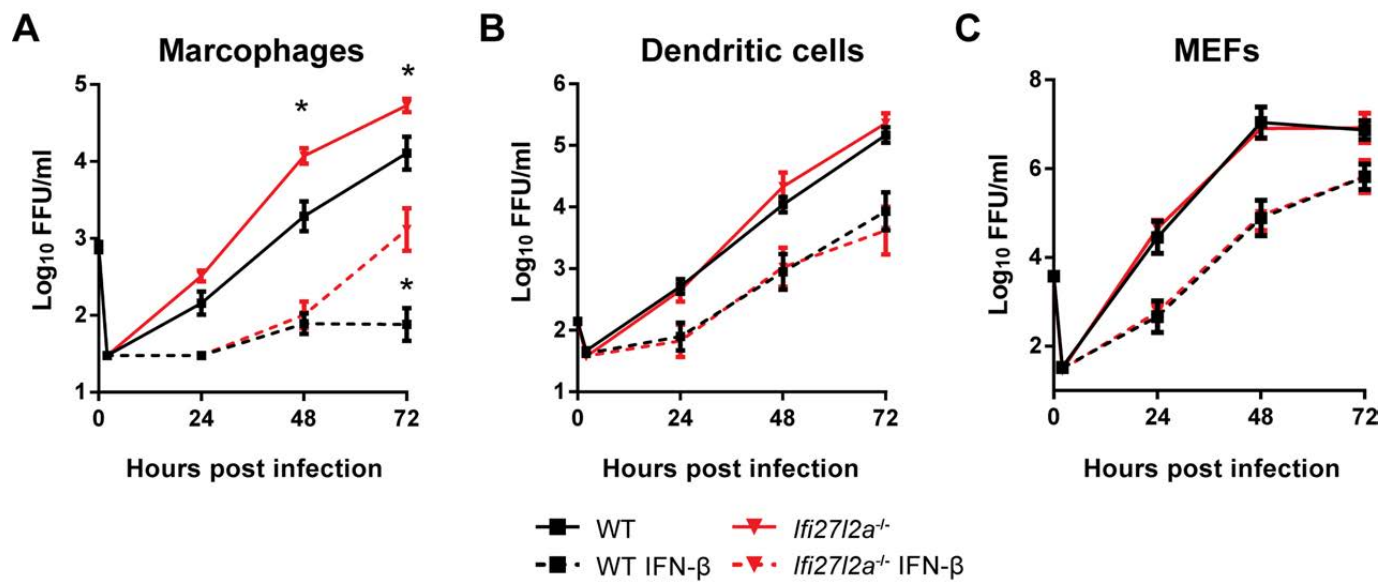 A
Marcophages
Log10 FFU/ml
5
4
3
2
1
*
*
*
0
24
48
72
Hours post infection
B
Dendritic cells
Log10 FFU/ml
6
5
4
3
2
1
0
24
48
72
Hours post infection
C
MEFs
Log10 FFU/ml
8
6
4
2
0
24
48
72
Hours post infection
WT
Ifi27l2a-/-
WT IFN-β
Ifi27l2a-/- IFN-β